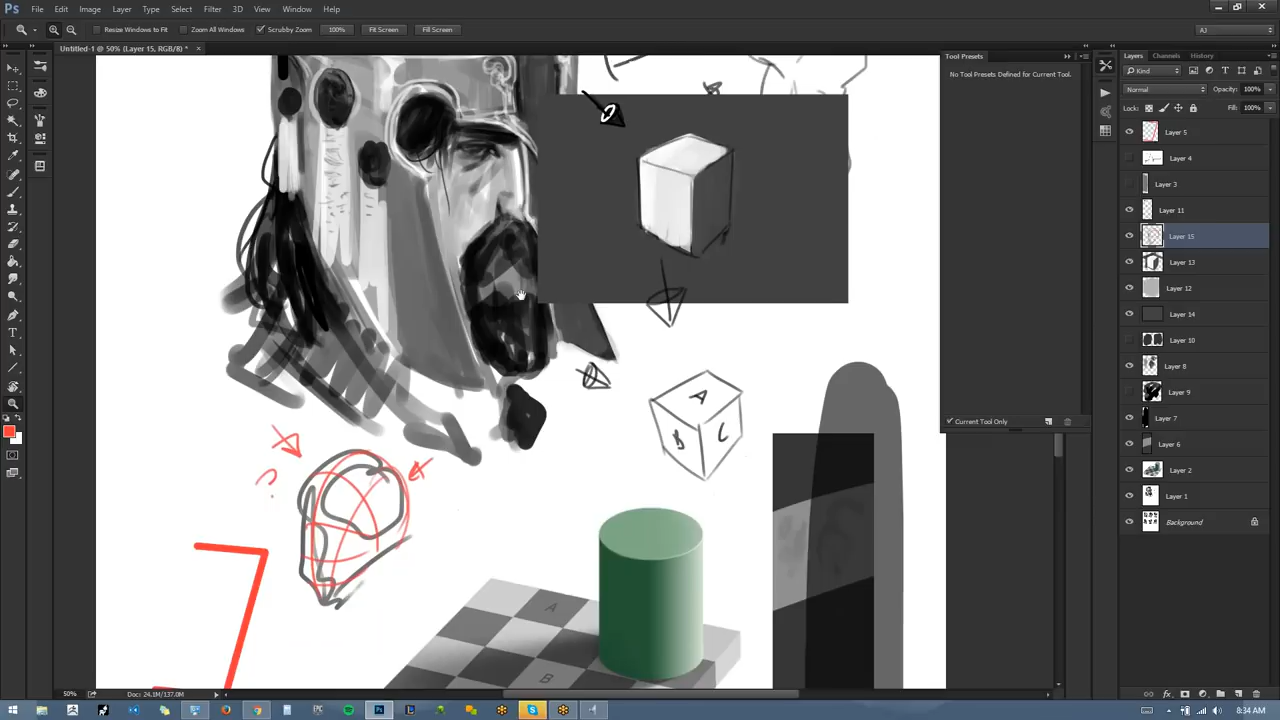 Ps File Edit Image Layer Type Select Filter 3D View Window Help
Resize Windows to Fit Zoom All Windows Scrubby Zoom 100% Fit Screen Fill Screen AJ
Untitled-1 @ 50% (Layer 15, RGB/8) *
Tool Presets
No Tool Presets Defined for Current Tool.
Current Tool Only
Layers Channels History
Kind
Normal Opacity: 100%
Lock: Fill: 100%
Layer 5
Layer 4
Layer 3
Layer 11
Layer 15
Layer 13
Layer 12
Layer 14
Layer 10
Layer 8
Layer 9
Layer 7
Layer 6
Layer 2
Layer 1
Background
A
B C
?
A
B
50% Doc: 24.1M/137.0M
8:34 AM